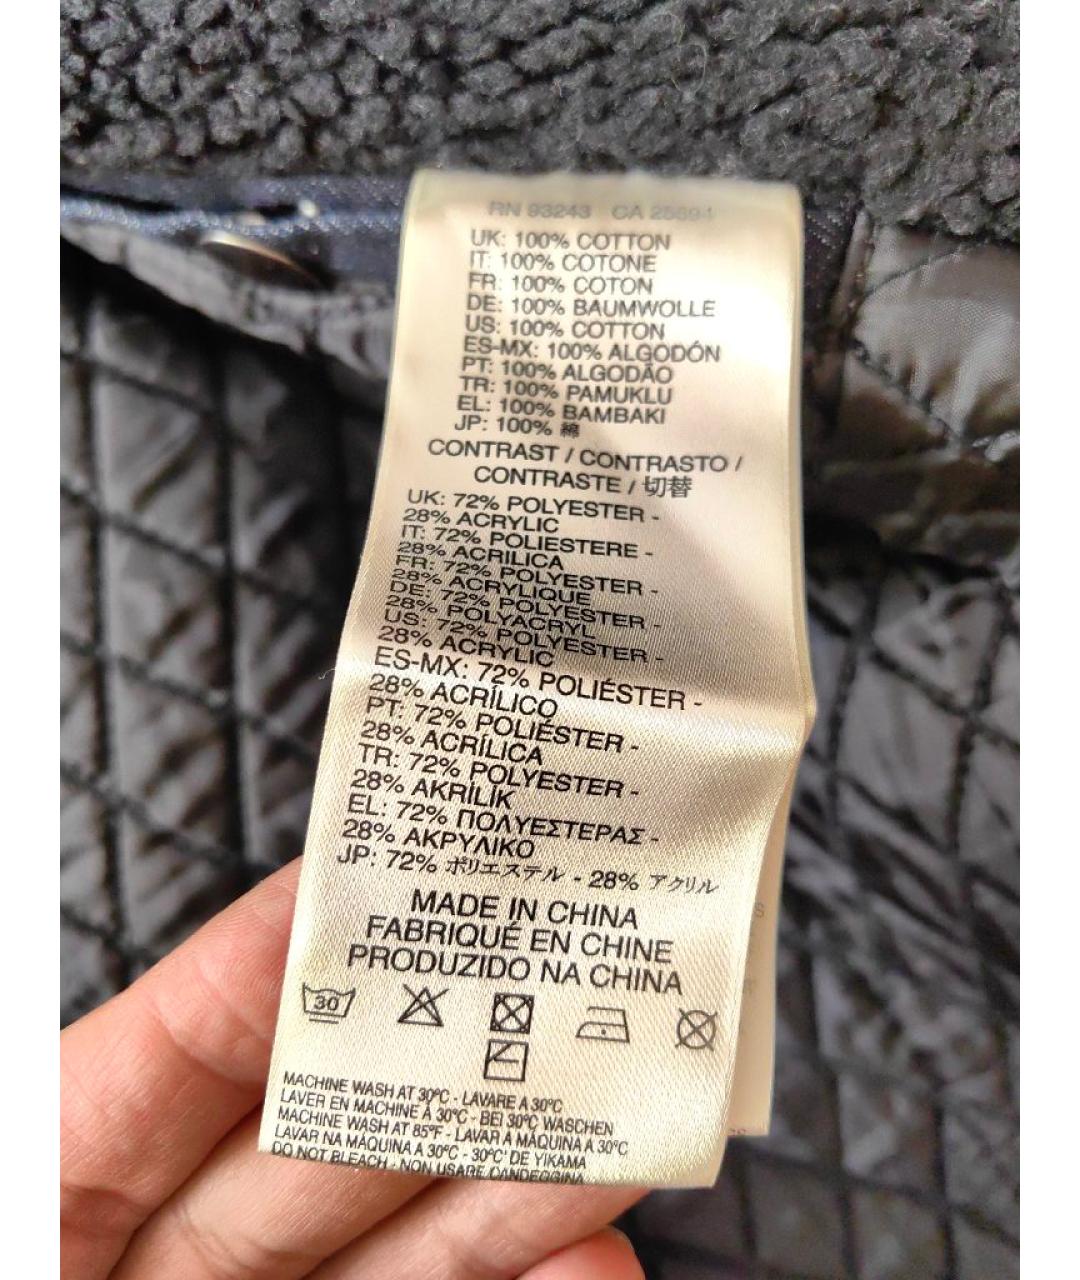 RN 93243 CA 25694
UK: 100% COTTON
IT: 100% COTONE
FR: 100% COTON
DE: 100% BAUMWOLLE
US: 100% COTTON
ES-MX: 100% ALGODÓN
PT: 100% ALGODÃO
TR: 100% PAMUKLU
EL: 100% BAMBAKI
JP: 100% 綿
CONTRAST / CONTRASTO /
CONTRASTE / 切替
UK: 72% POLYESTER -
28% ACRYLIC
IT: 72% POLIESTERE -
28% ACRILICA
FR: 72% POLYESTER -
28% ACRYLIQUE
DE: 72% POLYESTER -
28% POLYACRYL
US: 72% POLYESTER -
28% ACRYLIC
ES-MX: 72% POLIÉSTER -
28% ACRÍLICO
PT: 72% POLIÉSTER -
28% ACRÍLICA
TR: 72% POLYESTER -
28% AKRİLİK
EL: 72% ΠΟΛΥΕΣΤΕΡΑΣ -
28% ΑΚΡΥΛΙΚΟ
JP: 72% ポリエステル - 28% アクリル
MADE IN CHINA
FABRIQUÉ EN CHINE
PRODUZIDO NA CHINA
30
MACHINE WASH AT 30°C - LAVARE A 30°C
LAVER EN MACHINE À 30°C - BEI 30°C WASCHEN
MACHINE WASH AT 85°F - LAVAR A MÁQUINA A 30°C
LAVAR NA MÁQUINA A 30°C - 30°C' DE YIKAMA
DO NOT BLEACH - NON USARE CANDEGGINA